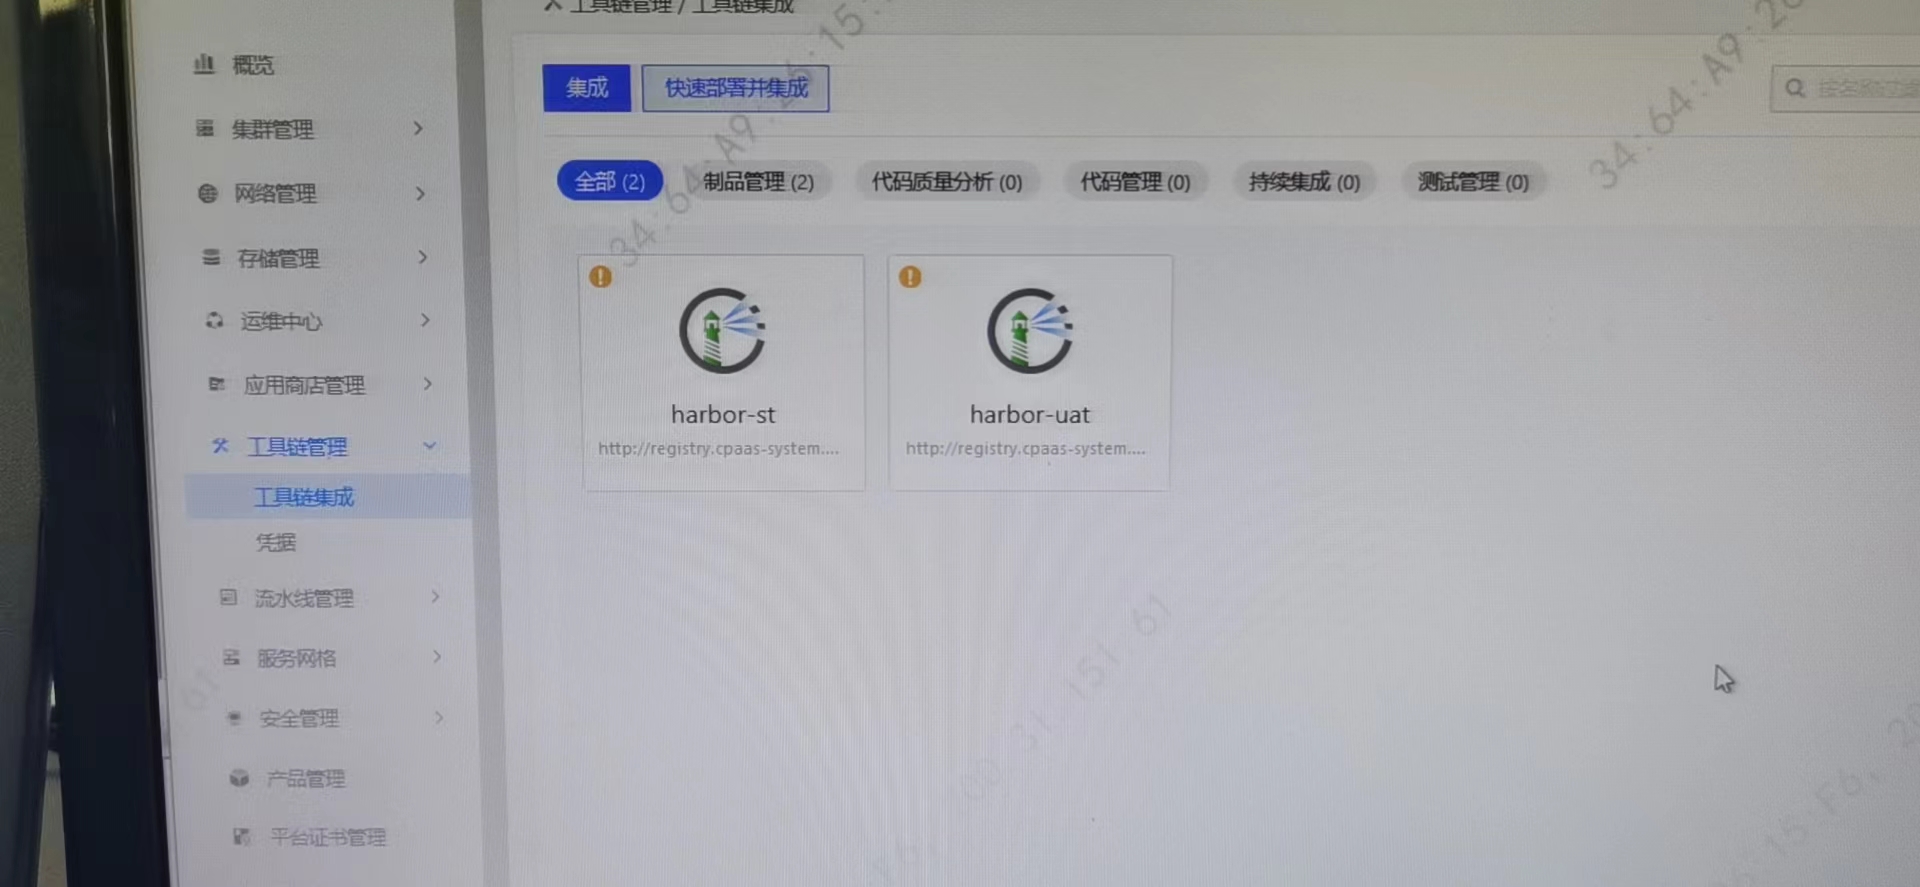 工具链管理 / 工具链集成
概览
集群管理
网络管理
存储管理
运维中心
应用商店管理
工具链管理
工具链集成
凭据
流水线管理
服务网格
安全管理
产品管理
平台证书管理
集成
快速部署并集成
全部 (2)
制品管理 (2)
代码质量分析 (0)
代码管理 (0)
持续集成 (0)
测试管理 (0)
harbor-st
http://registry.cpaas-system....
harbor-uat
http://registry.cpaas-system....